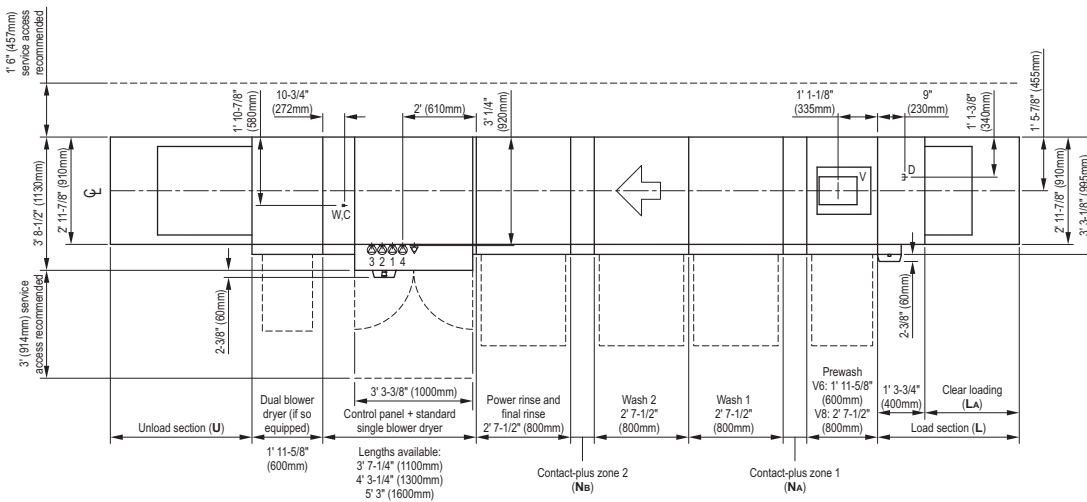 1' 6" (457mm)
service access
recommended
1' 10-7/8"
(580mm)
10-3/4"
(272mm)
2' (610mm)
3' 1/4"
(920mm)
1' 1-1/8"
(335mm)
9"
(230mm)
1' 1-3/8"
(340mm)
1' 5-7/8" (455mm)
3' 8-1/2" (1130mm)
2' 11-7/8" (910mm)
CL
W,C
V
D
2' 11-7/8" (910mm)
3' 3-1/8" (995mm)
3 2 1 4
3' (914mm) service
access recommended
2-3/8" (60mm)
2-3/8" (60mm)
3' 3-3/8" (1000mm)
Unload section (U)
Dual blower
dryer (if so
equipped)
1' 11-5/8"
(600mm)
Control panel + standard
single blower dryer
Lengths available:
3' 7-1/4" (1100mm)
4' 3-1/4" (1300mm)
5' 3" (1600mm)
Power rinse and
final rinse
2' 7-1/2" (800mm)
Contact-plus zone 2
(NB)
Wash 2
2' 7-1/2"
(800mm)
Wash 1
2' 7-1/2"
(800mm)
Contact-plus zone 1
(NA)
Prewash
V6: 1' 11-5/8"
(600mm)
V8: 2' 7-1/2"
(800mm)
1' 3-3/4"
(400mm)
Clear loading
(LA)
Load section (L)